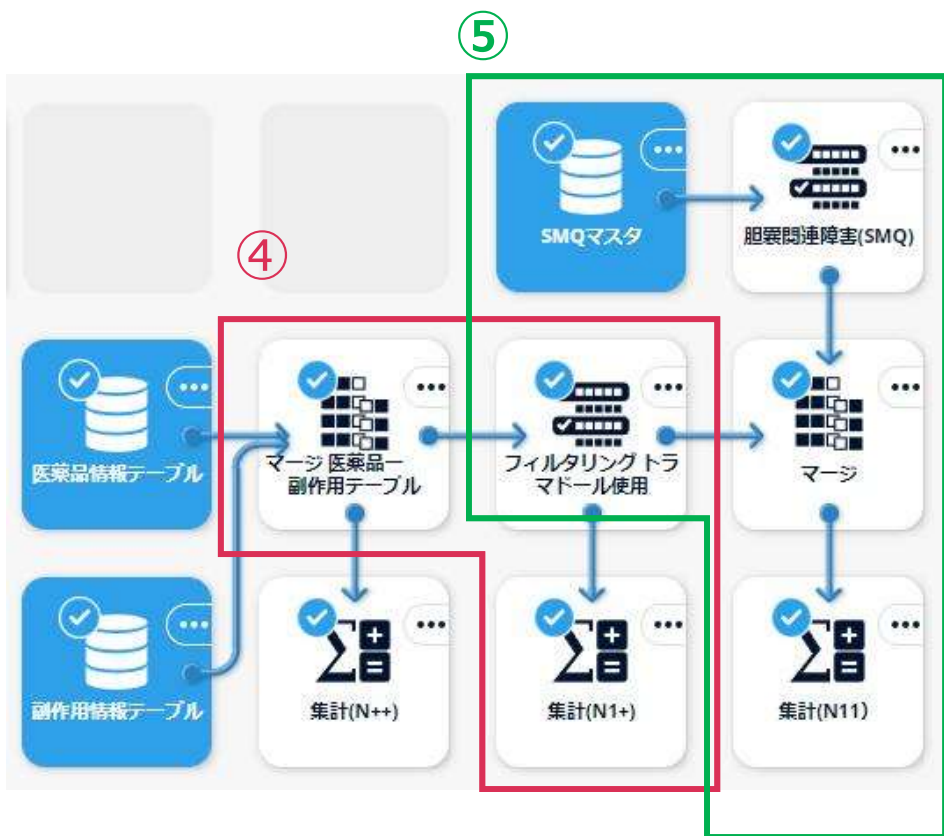 ⑤
SMQマスタ
胆嚢関連障害(SMQ)
④
医薬品情報テーブル
マージ 医薬品ー
副作用テーブル
フィルタリング トラ
マドール使用
マージ
副作用情報テーブル
集計(N++)
集計(N1+)
集計(N11)